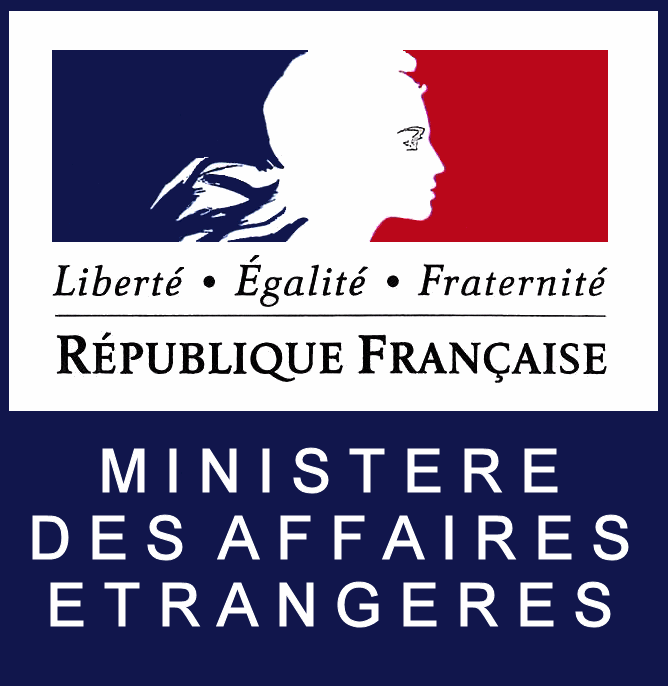 Liberté • Égalité • Fraternité
RÉPUBLIQUE FRANÇAISE
MINISTERE
DES AFFAIRES
ETRANGERES